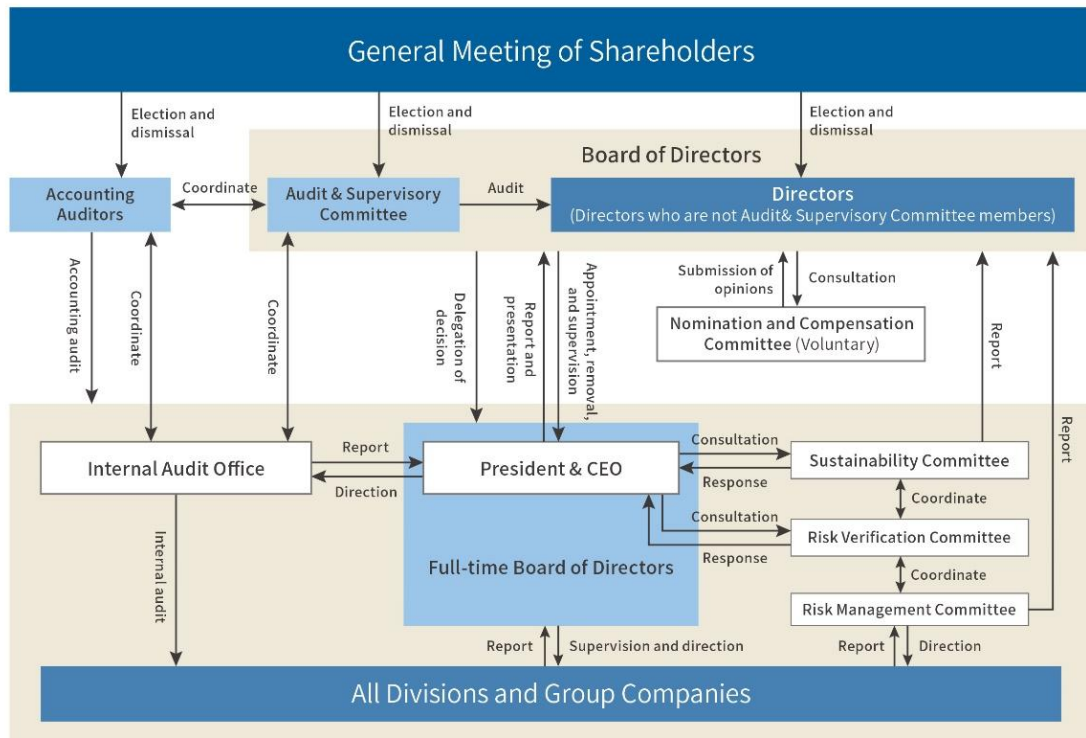 General Meeting of Shareholders
Election and
dismissal
Election and
dismissal
Election and
dismissal
Board of Directors
Accounting
Auditors
Coordinate
Audit & Supervisory
Committee
Audit
Directors
(Directors who are not Audit& Supervisory Committee members)
Accounting audit
Coordinate
Coordinate
Delegation of
decision
Report and
presentation
Appointment, removal,
and supervision
Submission of
opinions
Consultation
Nomination and Compensation
Committee (Voluntary)
Report
Report
Internal Audit Office
Report
Direction
President & CEO
Consultation
Response
Sustainability Committee
Coordinate
Consultation
Response
Risk Verification Committee
Full-time Board of Directors
Coordinate
Risk Management Committee
Internal audit
Report
Supervision and direction
Report
Direction
All Divisions and Group Companies